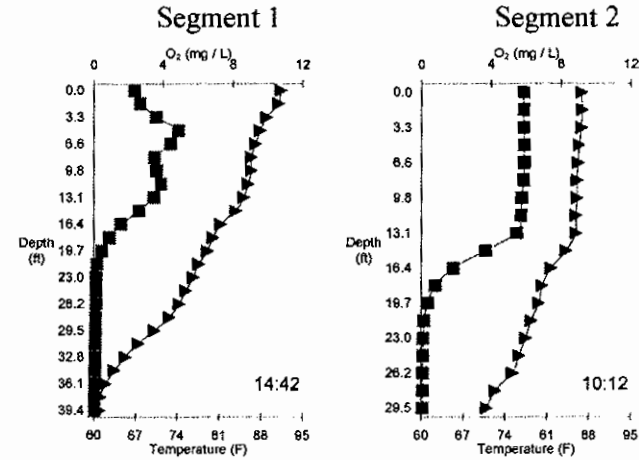 Segment 1
O₂ (mg / L)
0 4 8 12
0.0
3.3
6.6
9.8
13.1
16.4
Depth
(ft)
19.7
23.0
28.2
29.5
32.8
36.1
39.4
14:42
60 67 74 81 88 95
Temperature (F)
Segment 2
O₂ (mg / L)
0 4 8 12
0.0
3.3
6.6
9.8
13.1
Depth
(ft)
16.4
19.7
23.0
26.2
29.5
10:12
60 67 74 81 88 95
Temperature (F)